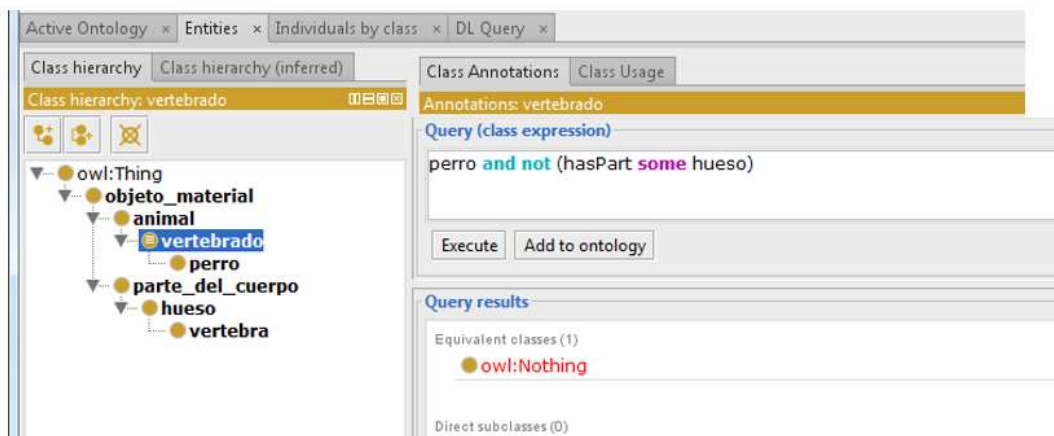 Active Ontology × Entities × Individuals by class × DL Query ×
Class hierarchy Class hierarchy (inferred)
Class hierarchy: vertebrado
owl:Thing
objeto_material
animal
vertebrado
perro
parte_del_cuerpo
hueso
vertebra
Class Annotations Class Usage
Annotations: vertebrado
Query (class expression)
perro and not (hasPart some hueso)
Execute Add to ontology
Query results
Equivalent classes (1)
owl:Nothing
Direct subclasses (0)